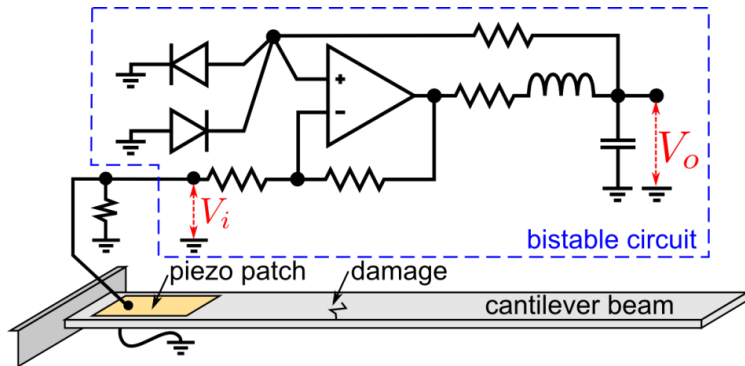 +
−
V_o
V_i
bistable circuit
piezo patch
damage
cantilever beam